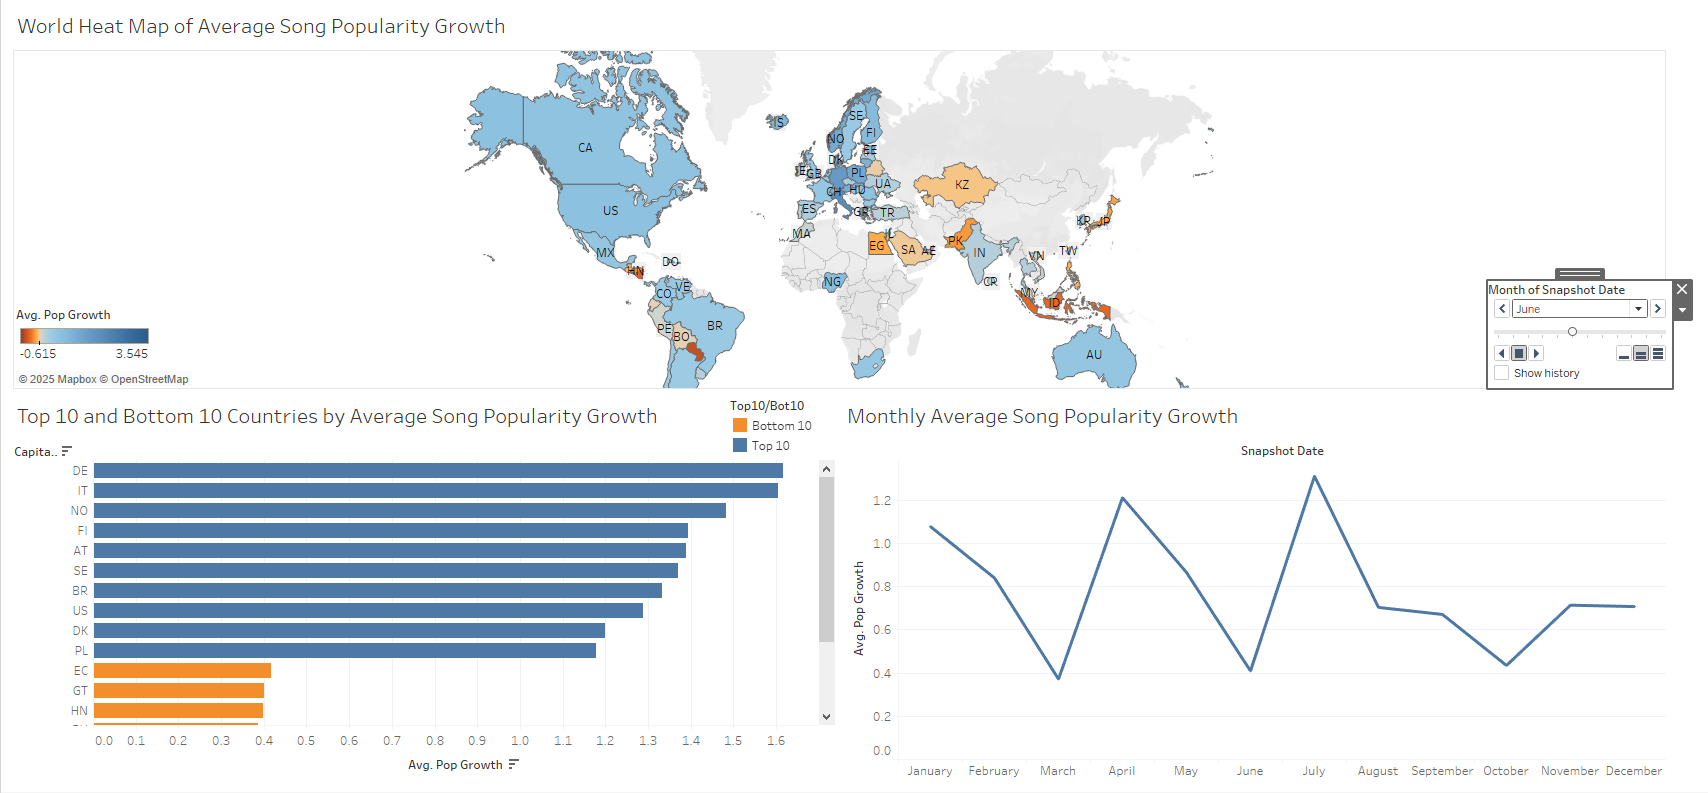 World Heat Map of Average Song Popularity Growth
IS
SE
NO
FI
EE
DK
CA
IE
GB
PL
CH
HU
UA
KZ
US
ES
GR
TR
KR
JP
MA
IL
EG
SA
AE
PK
IN
VN
TW
MX
DO
HN
NG
CR
CO
VE
MY
ID
PE
BO
BR
AU
Avg. Pop Growth
-0.615
3.545
© 2025 Mapbox © OpenStreetMap
Month of Snapshot Date
June
Show history
Top 10 and Bottom 10 Countries by Average Song Popularity Growth
Top10/Bot10
Bottom 10
Top 10
Capita..
DE
IT
NO
FI
AT
SE
BR
US
DK
PL
EC
GT
HN
0.0 0.1 0.2 0.3 0.4 0.5 0.6 0.7 0.8 0.9 1.0 1.1 1.2 1.3 1.4 1.5 1.6
Avg. Pop Growth
Monthly Average Song Popularity Growth
Snapshot Date
Avg. Pop Growth
1.2
1.0
0.8
0.6
0.4
0.2
0.0
January February March April May June July August September October November December